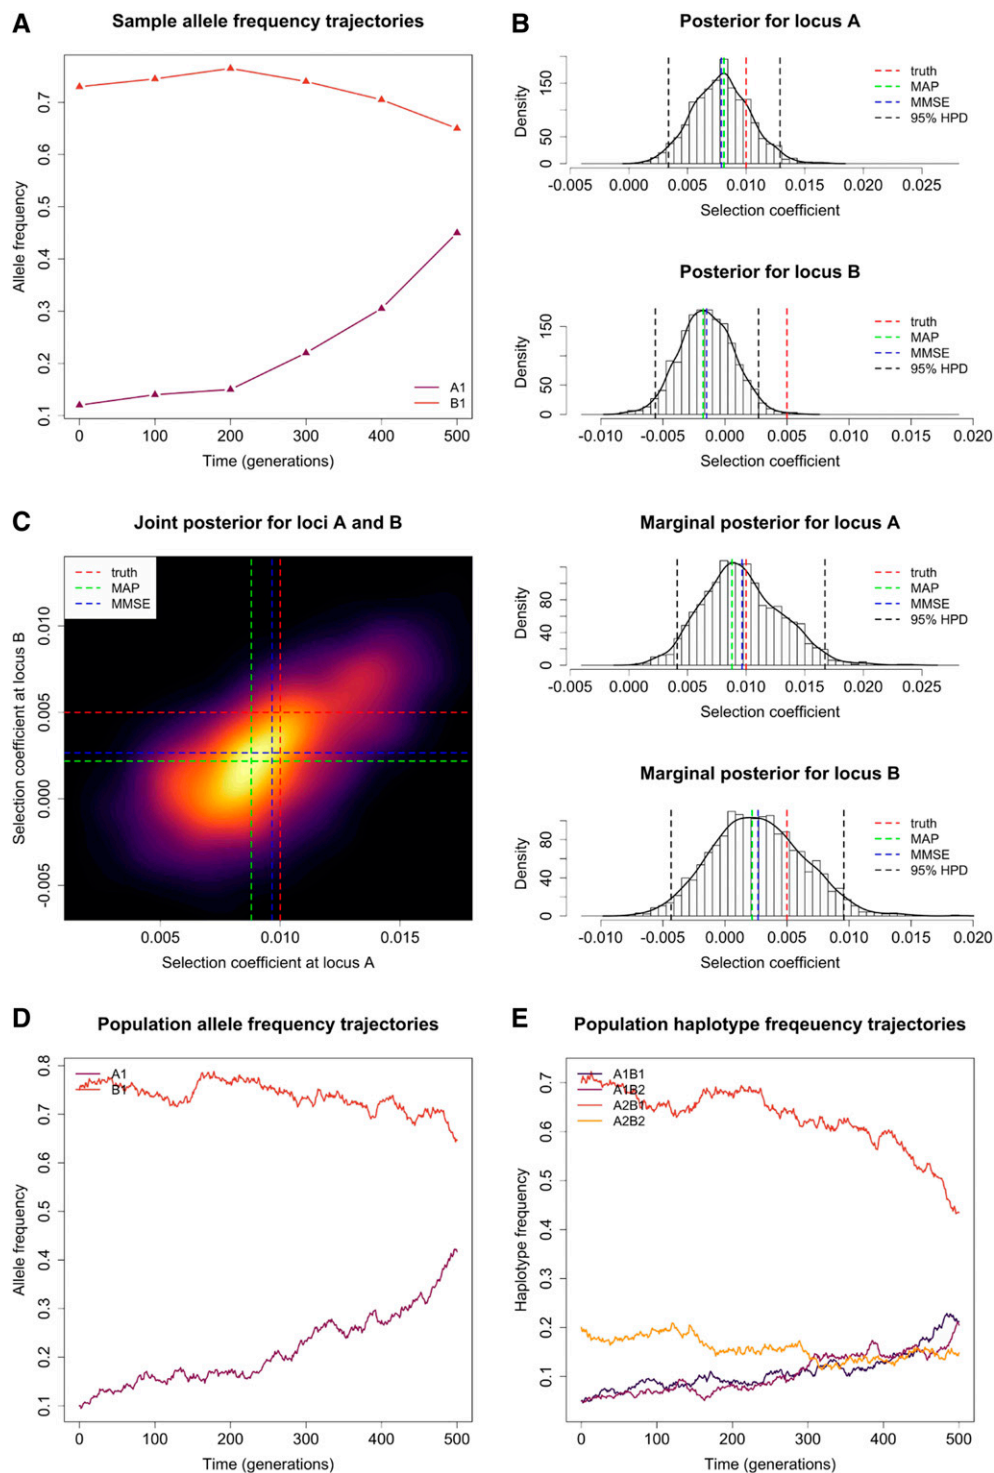 A
Sample allele frequency trajectories
Allele frequency
0.7
0.6
0.5
0.4
0.3
0.2
0.1
A1
B1
0 100 200 300 400 500
Time (generations)
B
Posterior for locus A
Density
150
50
0
truth
MAP
MMSE
95% HPD
-0.005 0.000 0.005 0.010 0.015 0.020 0.025
Selection coefficient
Posterior for locus B
Density
150
50
0
truth
MAP
MMSE
95% HPD
-0.010 -0.005 0.000 0.005 0.010 0.015 0.020
Selection coefficient
C
Joint posterior for loci A and B
Selection coefficient at locus B
0.010
0.005
0.000
-0.005
truth
MAP
MMSE
0.005 0.010 0.015
Selection coefficient at locus A
Marginal posterior for locus A
Density
80
40
0
truth
MAP
MMSE
95% HPD
-0.005 0.000 0.005 0.010 0.015 0.020 0.025
Selection coefficient
Marginal posterior for locus B
Density
80
40
0
truth
MAP
MMSE
95% HPD
-0.010 -0.005 0.000 0.005 0.010 0.015 0.020
Selection coefficient
D
Population allele frequency trajectories
Allele frequency
0.8
0.7
0.6
0.5
0.4
0.3
0.2
0.1
A1
B1
0 100 200 300 400 500
Time (generations)
E
Population haplotype freqeuency trajectories
Haplotype frequency
0.7
0.6
0.5
0.4
0.3
0.2
0.1
A1B1
A1B2
A2B1
A2B2
0 100 200 300 400 500
Time (generations)